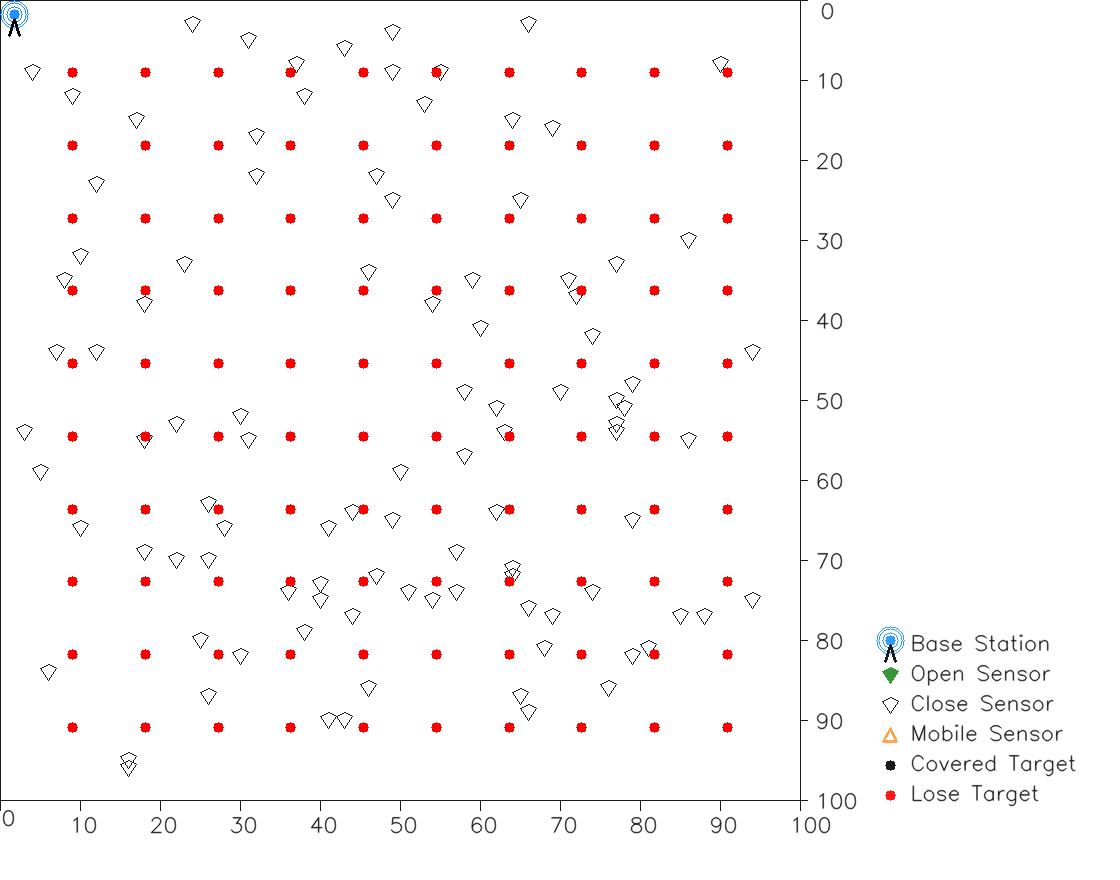 0
10
20
30
40
50
60
70
80
90
100
0 10 20 30 40 50 60 70 80 90 100
Base Station
Open Sensor
Close Sensor
Mobile Sensor
Covered Target
Lose Target